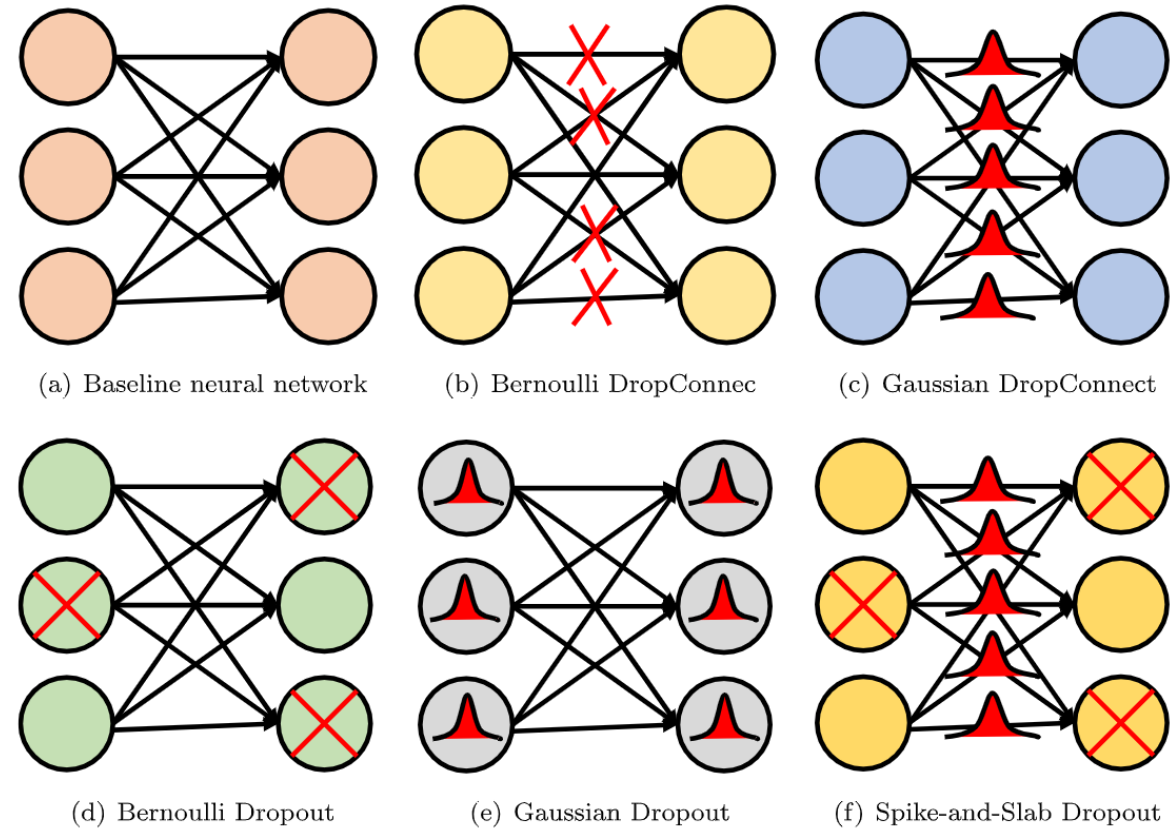 (a) Baseline neural network
(b) Bernoulli DropConnec
(c) Gaussian DropConnect
(d) Bernoulli Dropout
(e) Gaussian Dropout
(f) Spike-and-Slab Dropout